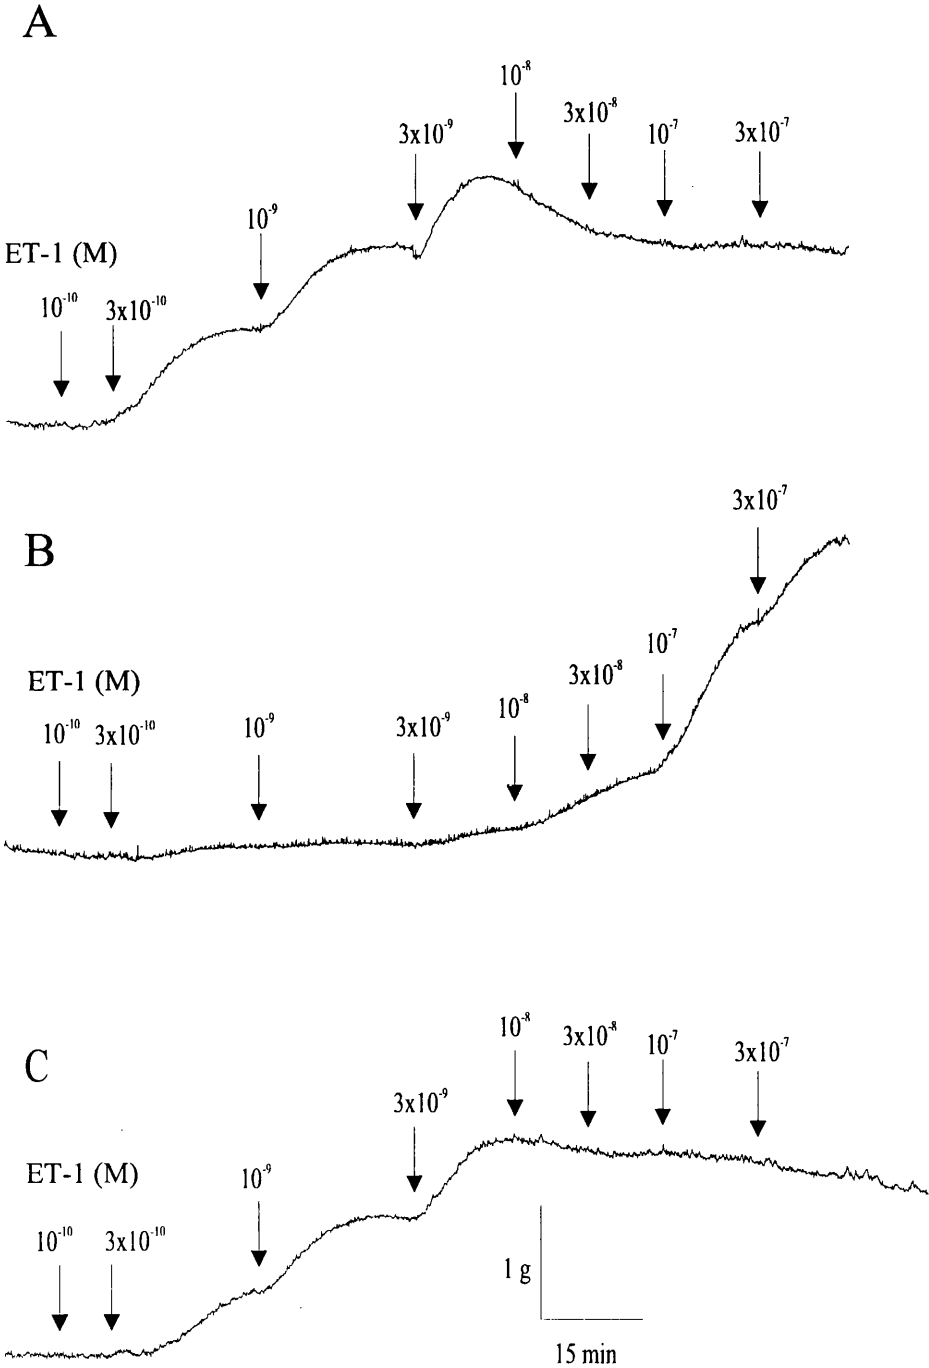 A
10⁻⁸
3x10⁻⁸
3x10⁻⁹ 10⁻⁷ 3x10⁻⁷
10⁻⁹
ET-1 (M)
10⁻¹⁰ 3x10⁻¹⁰
B
3x10⁻⁷
10⁻⁷
3x10⁻⁸
ET-1 (M)
10⁻⁸
10⁻¹⁰ 3x10⁻¹⁰ 10⁻⁹ 3x10⁻⁹
C
10⁻⁸ 3x10⁻⁸ 10⁻⁷ 3x10⁻⁷
3x10⁻⁹
ET-1 (M)
10⁻⁹
10⁻¹⁰ 3x10⁻¹⁰
1 g
15 min